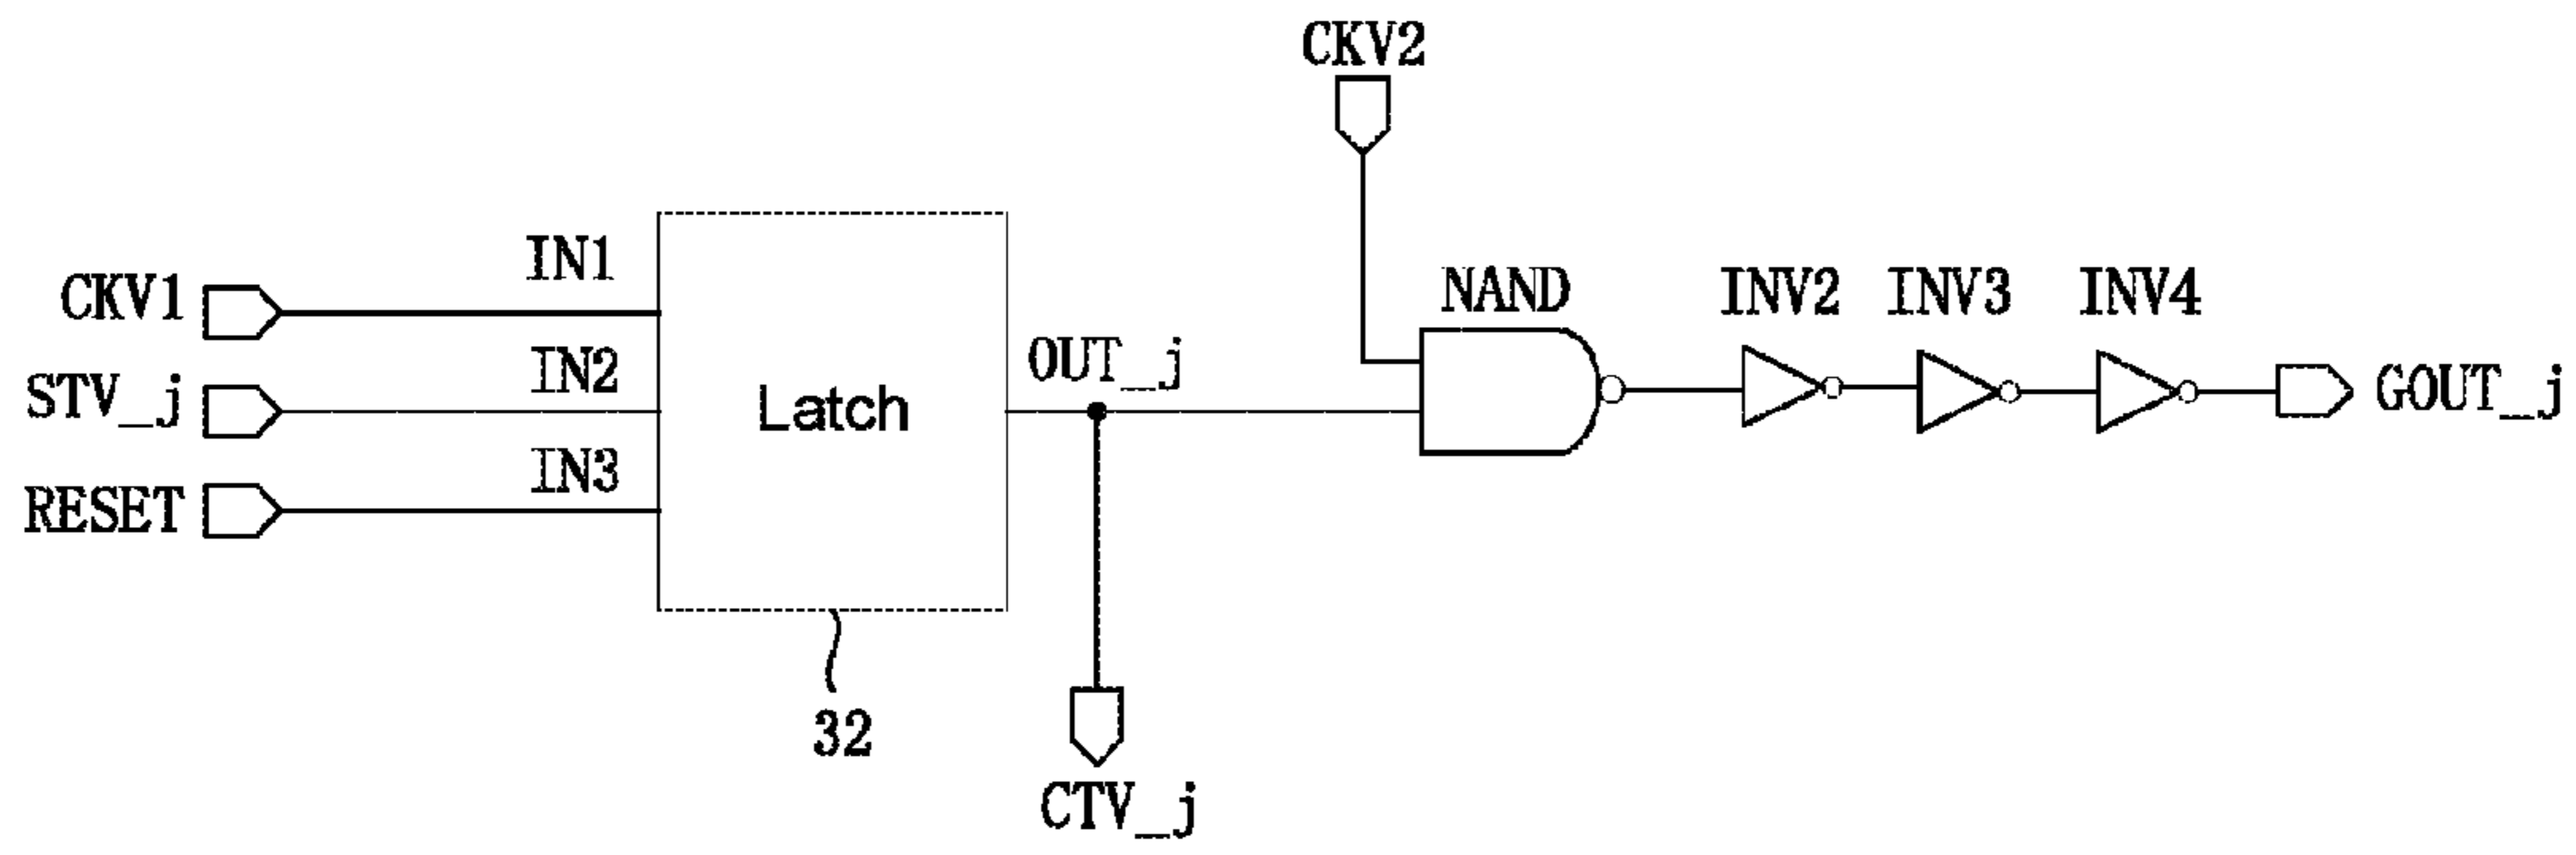 CKV2
IN1
CKV1
NAND
INV2
INV3
INV4
IN2
OUT_j
STV_j
Latch
GOUT_j
IN3
RESET
32
CTV_j